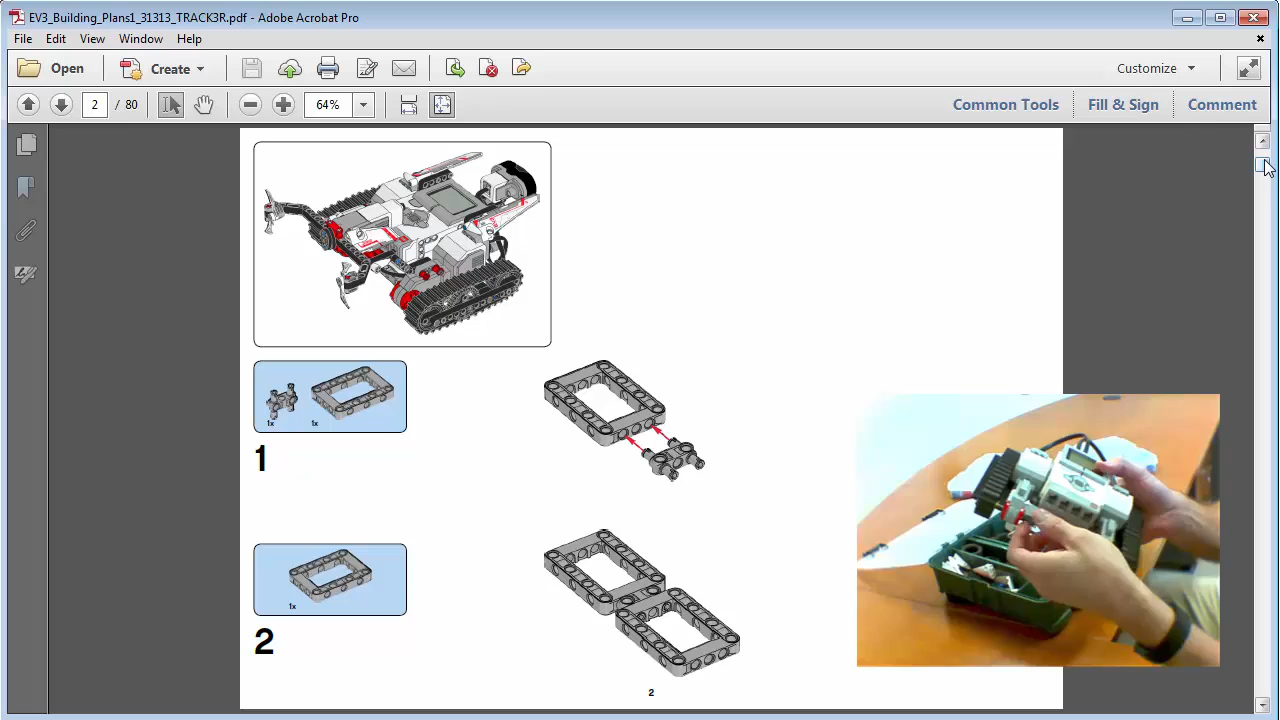 EV3_Building_Plans1_31313_TRACK3R.pdf - Adobe Acrobat Pro
File Edit View Window Help
Open Create Customize
2 / 80 64% Common Tools Fill & Sign Comment
1x 1x
1
1x
2
2